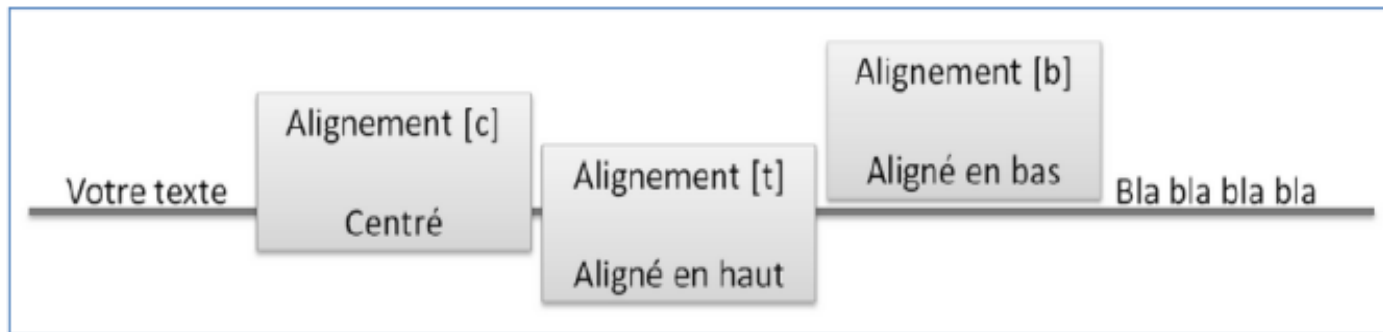 Votre texte
Alignement [c]
Centré
Alignement [t]
Aligné en haut
Alignement [b]
Aligné en bas
Bla bla bla bla